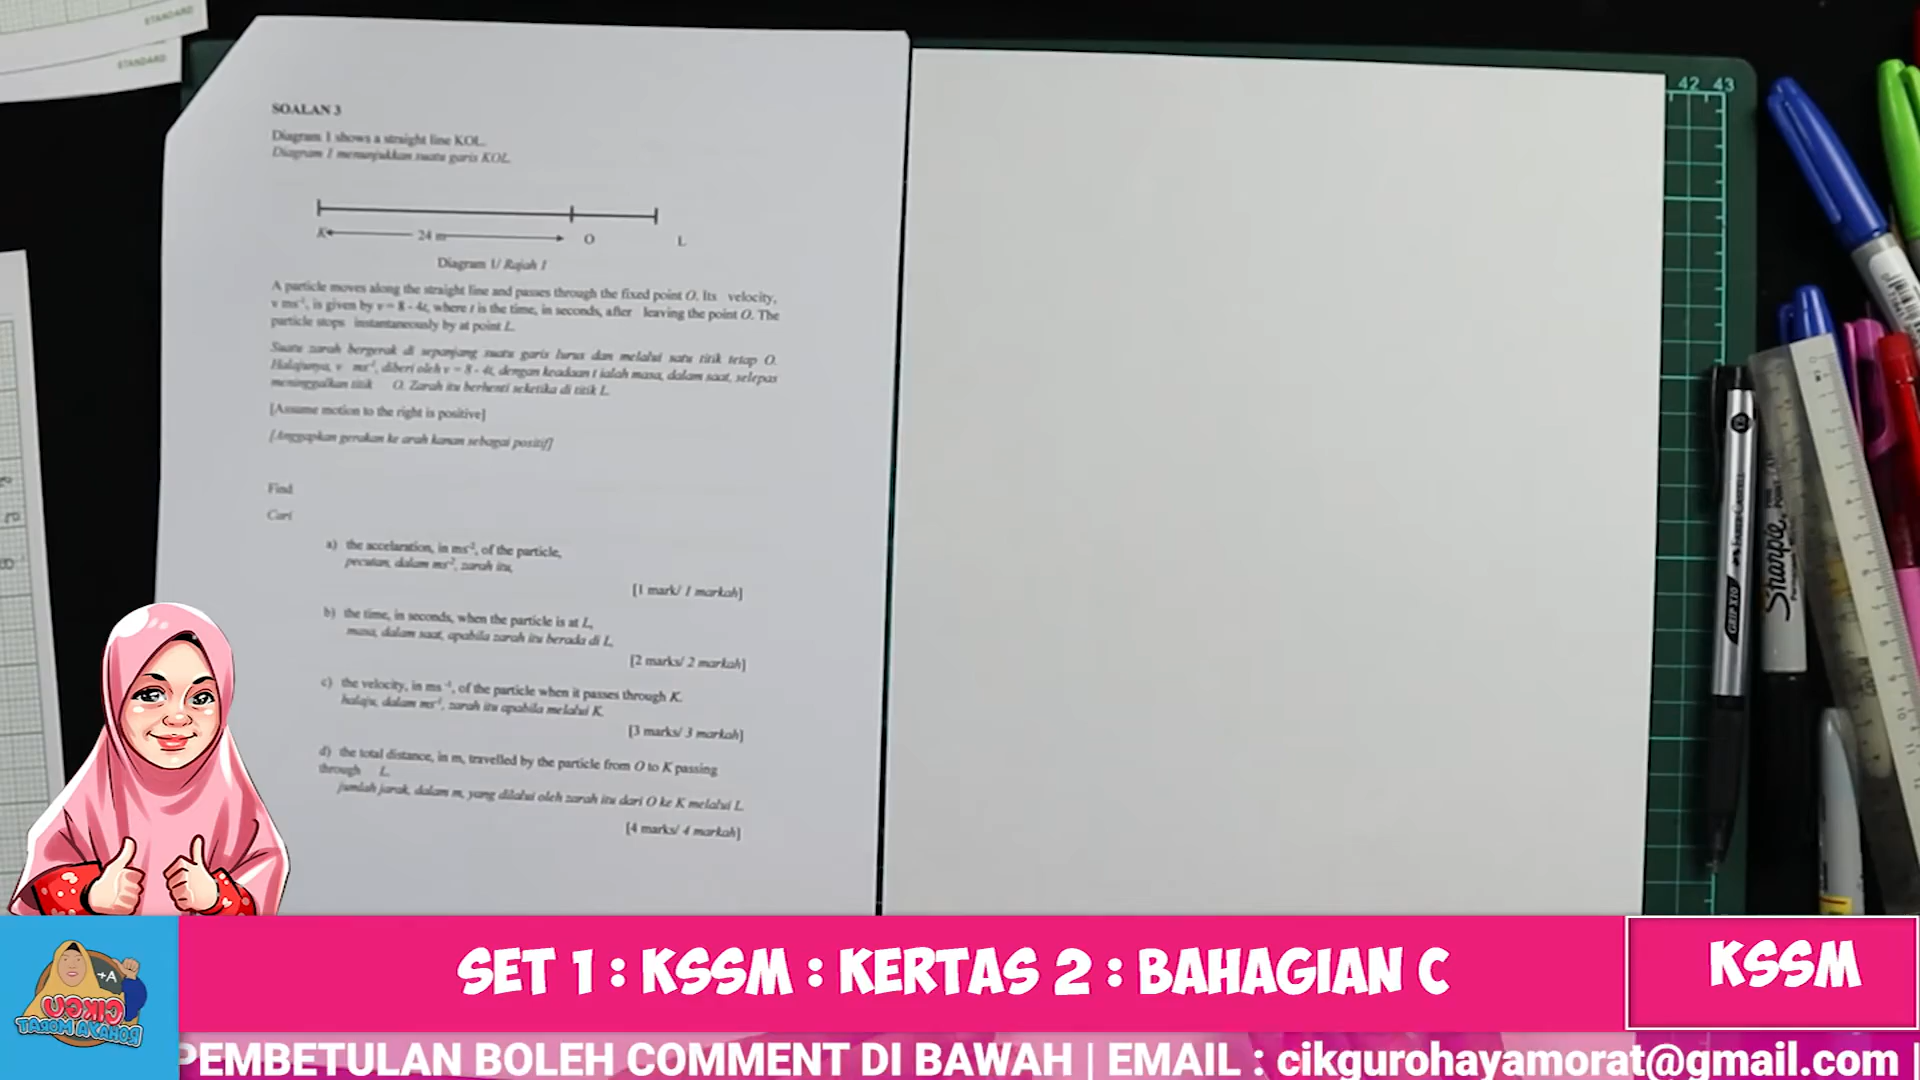 STANDARD
STANDARD
42 43
SOALAN 3
Diagram 1 shows a straight line KOL.
Diagram 1 menunjukkan suatu garis KOL.
K 24 m O L
Diagram 1/ Rajah 1
A particle moves along the straight line and passes through the fixed point O. Its velocity,
v ms⁻¹, is given by v = 8 - 4t, where t is the time, in seconds, after leaving the point O. The
particle stops instantaneously by at point L.
Suatu zarah bergerak di sepanjang suatu garis lurus dan melalui satu titik tetap O.
Halajunya, v ms⁻¹, diberi oleh v = 8 - 4t, dengan keadaan t ialah masa, dalam saat, selepas
meninggalkan titik O. Zarah itu berhenti seketika di titik L.
[Assume motion to the right is positive]
[Anggapkan gerakan ke arah kanan sebagai positif]
Find
Cari
a) the accelaration, in ms⁻², of the particle,
pecutan, dalam ms⁻², zarah itu,
[1 mark/ 1 markah]
b) the time, in seconds, when the particle is at L,
masa, dalam saat, apabila zarah itu berada di L,
[2 marks/ 2 markah]
c) the velocity, in ms⁻¹, of the particle when it passes through K.
halaju, dalam ms⁻¹, zarah itu apabila melalui K.
[3 marks/ 3 markah]
d) the total distance, in m, travelled by the particle from O to K passing
through L.
jumlah jarak, dalam m, yang dilalui oleh zarah itu dari O ke K melalui L.
[4 marks/ 4 markah]
Sharpie
GRIP X10
+A
CIKGU
ROHAYA MORAT
SET 1 : KSSM : KERTAS 2 : BAHAGIAN C
KSSM
PEMBETULAN BOLEH COMMENT DI BAWAH | EMAIL : cikgurohayamorat@gmail.com |